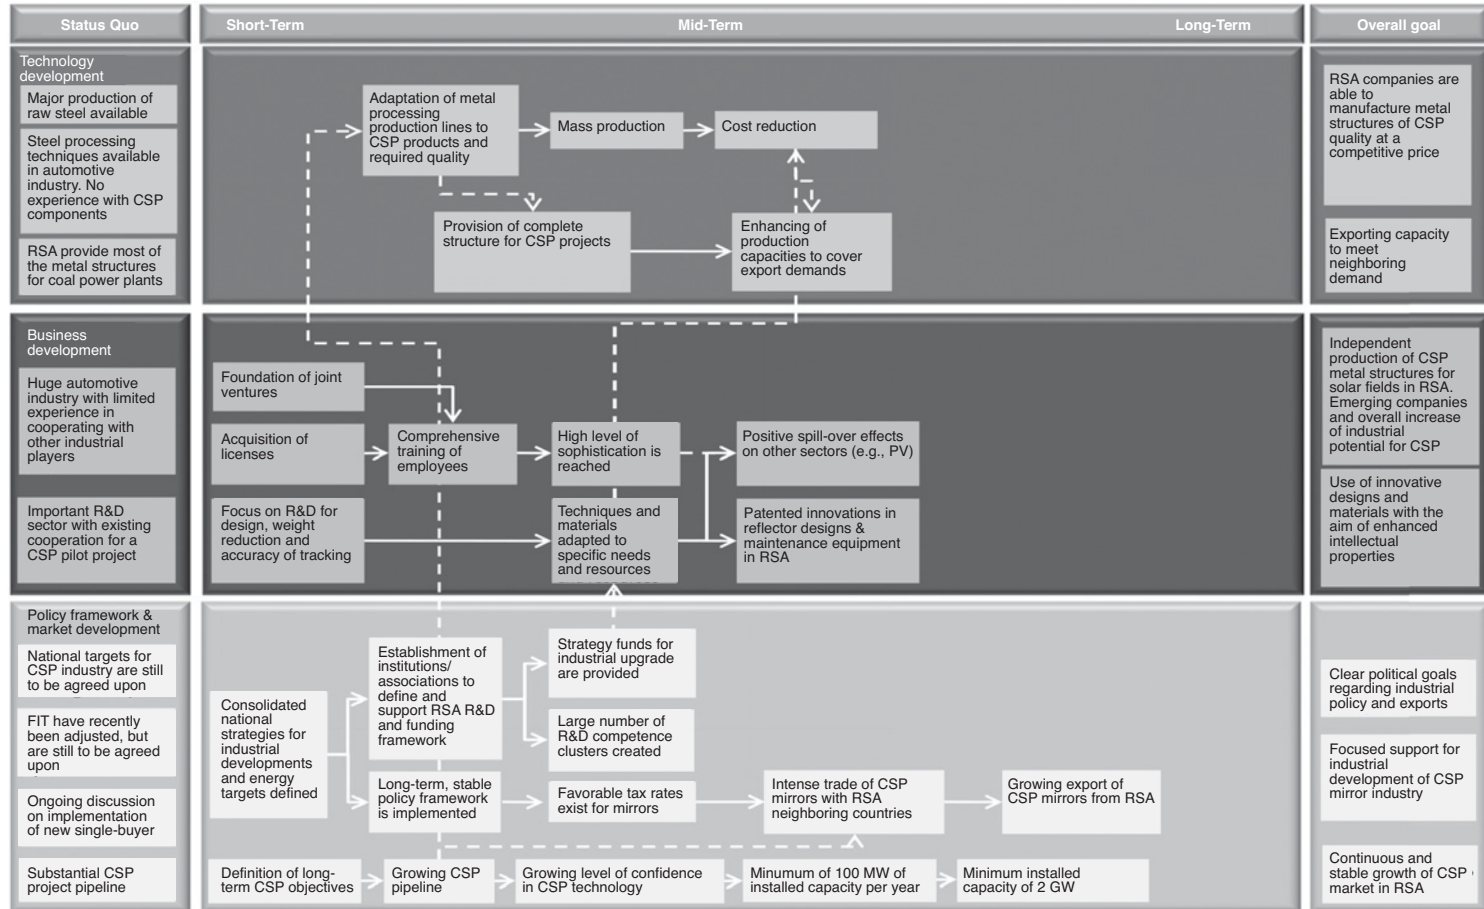 Status Quo
Short-Term
Mid-Term
Long-Term
Overall goal
Technology
development
Major production of
raw steel available
Steel processing
techniques available
in automotive
industry. No
experience with CSP
components
RSA provide most of
the metal structures
for coal power plants
Adaptation of metal
processing
production lines to
CSP products and
required quality
Mass production
Cost reduction
Provision of complete
structure for CSP projects
Enhancing of
production
capacities to cover
export demands
RSA companies are
able to
manufacture metal
structures of CSP
quality at a
competitive price
Exporting capacity
to meet
neighboring
demand
Business
development
Huge automotive
industry with limited
experience in
cooperating with
other industrial
players
Important R&D
sector with existing
cooperation for a
CSP pilot project
Foundation of joint
ventures
Acquisition of
licenses
Comprehensive
training of
employees
High level of
sophistication is
reached
Positive spill-over effects
on other sectors (e.g., PV)
Focus on R&D for
design, weight
reduction and
accuracy of tracking
Techniques and
materials
adapted to
specific needs
and resources
Patented innovations in
reflector designs &
maintenance equipment
in RSA
Independent
production of CSP
metal structures for
solar fields in RSA.
Emerging companies
and overall increase
of industrial
potential for CSP
Use of innovative
designs and
materials with the
aim of enhanced
intellectual
properties
Policy framework &
market development
National targets for
CSP industry are still
to be agreed upon
FIT have recently
been adjusted, but
are still to be agreed
upon
Ongoing discussion
on implementation
of new single-buyer
Substantial CSP
project pipeline
Consolidated
national
strategies for
industrial
developments
and energy
targets defined
Establishment of
institutions/
associations to
define and
support RSA R&D
and funding
framework
Strategy funds for
industrial upgrade
are provided
Large number of
R&D competence
clusters created
Long-term, stable
policy framework
is implemented
Favorable tax rates
exist for mirrors
Intense trade of CSP
mirrors with RSA
neighboring countries
Growing export of
CSP mirrors from RSA
Definition of long-
term CSP objectives
Growing CSP
pipeline
Growing level of confidence
in CSP technology
Minumum of 100 MW of
installed capacity per year
Minimum installed
capacity of 2 GW
Clear political goals
regarding industrial
policy and exports
Focused support for
industrial
development of CSP
mirror industry
Continuous and
stable growth of CSP
market in RSA